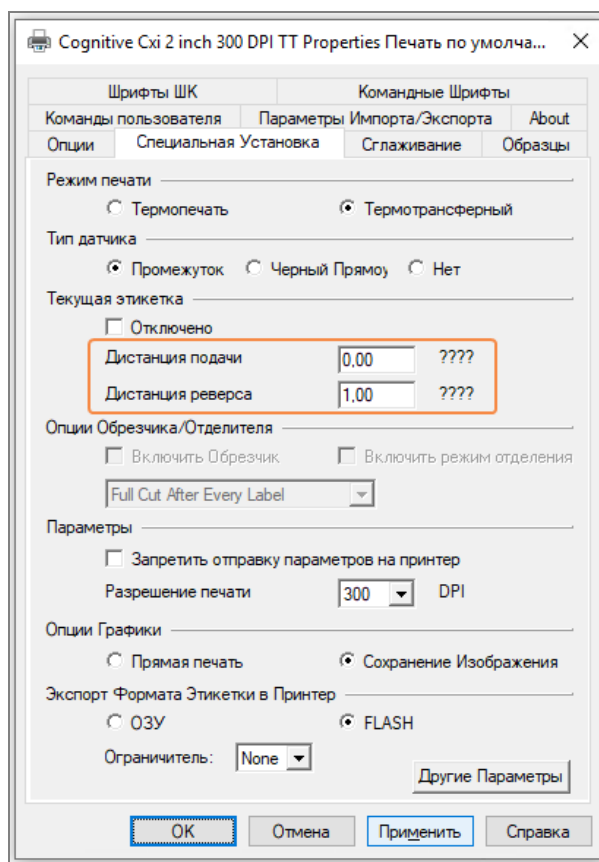 Cognitive Cxi 2 inch 300 DPI TT Properties Печать по умолча...
Шрифты ШК Командные Шрифты
Команды пользователя Параметры Импорта/Экспорта About
Опции Специальная Установка Сглаживание Образцы
Режим печати
Термопечать Термотрансферный
Тип датчика
Промежуток Черный Прямоу Нет
Текущая этикетка
Отключено
Дистанция подачи 0,00 ????
Дистанция реверса 1,00 ????
Опции Обрезчика/Отделителя
Включить Обрезчик Включить режим отделения
Full Cut After Every Label
Параметры
Запретить отправку параметров на принтер
Разрешение печати 300 DPI
Опции Графики
Прямая печать Сохранение Изображения
Экспорт Формата Этикетки в Принтер
ОЗУ FLASH
Ограничитель: None
Другие Параметры
ОК Отмена Применить Справка